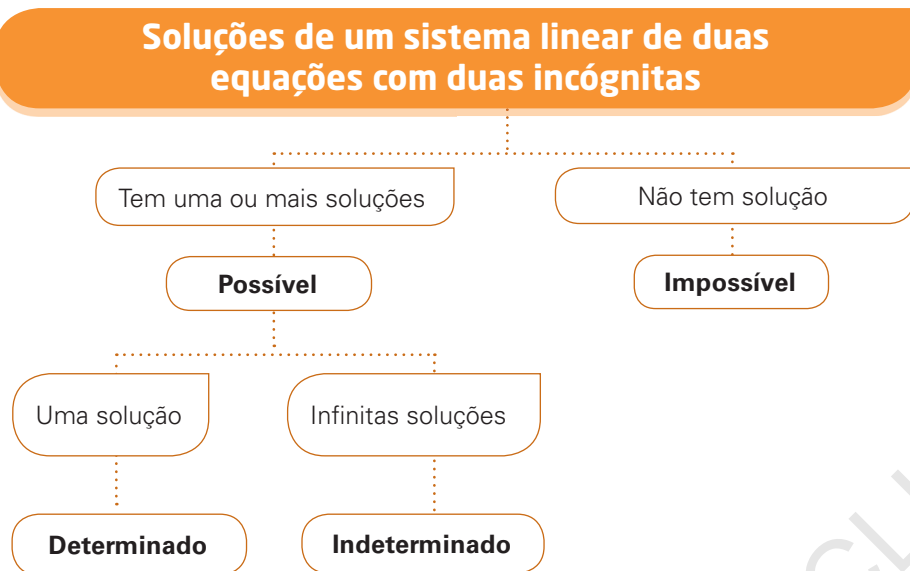 Soluções de um sistema linear de duas
equações com duas incógnitas
Tem uma ou mais soluções
Não tem solução
Possível
Impossível
Uma solução
Infinitas soluções
Determinado
Indeterminado